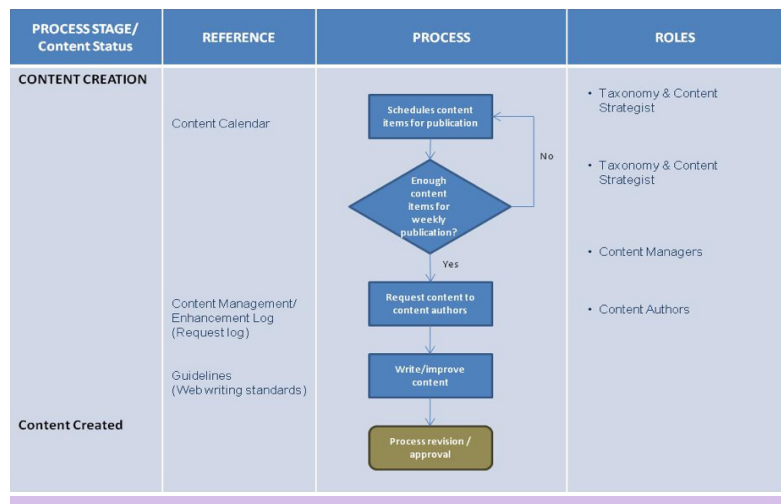 PROCESS STAGE/
Content Status
REFERENCE
PROCESS
ROLES
CONTENT CREATION
Content Calendar
Schedules content
items for publication
No
Enough
content
items for
weekly
publication?
Yes
Content Management/
Enhancement Log
(Request log)
Request content to
content authors
Guidelines
(Web writing standards)
Write/improve
content
Content Created
Process revision /
approval
• Taxonomy & Content
Strategist
• Taxonomy & Content
Strategist
• Content Managers
• Content Authors